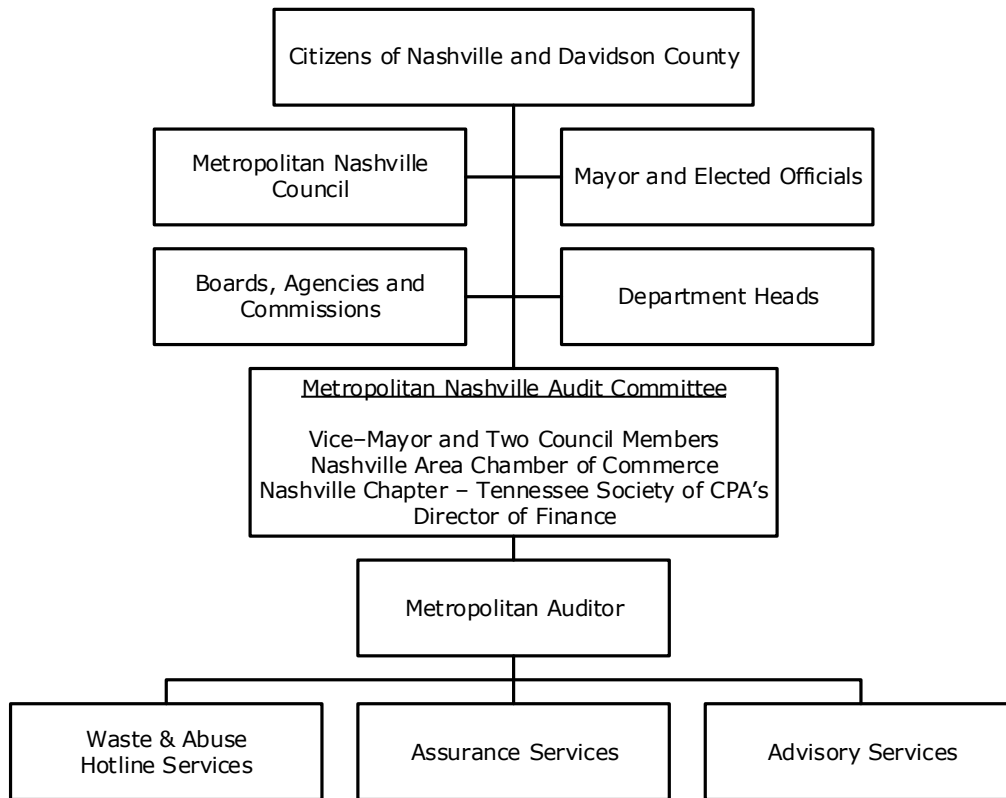 Citizens of Nashville and Davidson County
Metropolitan Nashville
Council
Mayor and Elected Officials
Boards, Agencies and
Commissions
Department Heads
Metropolitan Nashville Audit Committee
Vice–Mayor and Two Council Members
Nashville Area Chamber of Commerce
Nashville Chapter – Tennessee Society of CPA’s
Director of Finance
Metropolitan Auditor
Waste & Abuse
Hotline Services
Assurance Services
Advisory Services